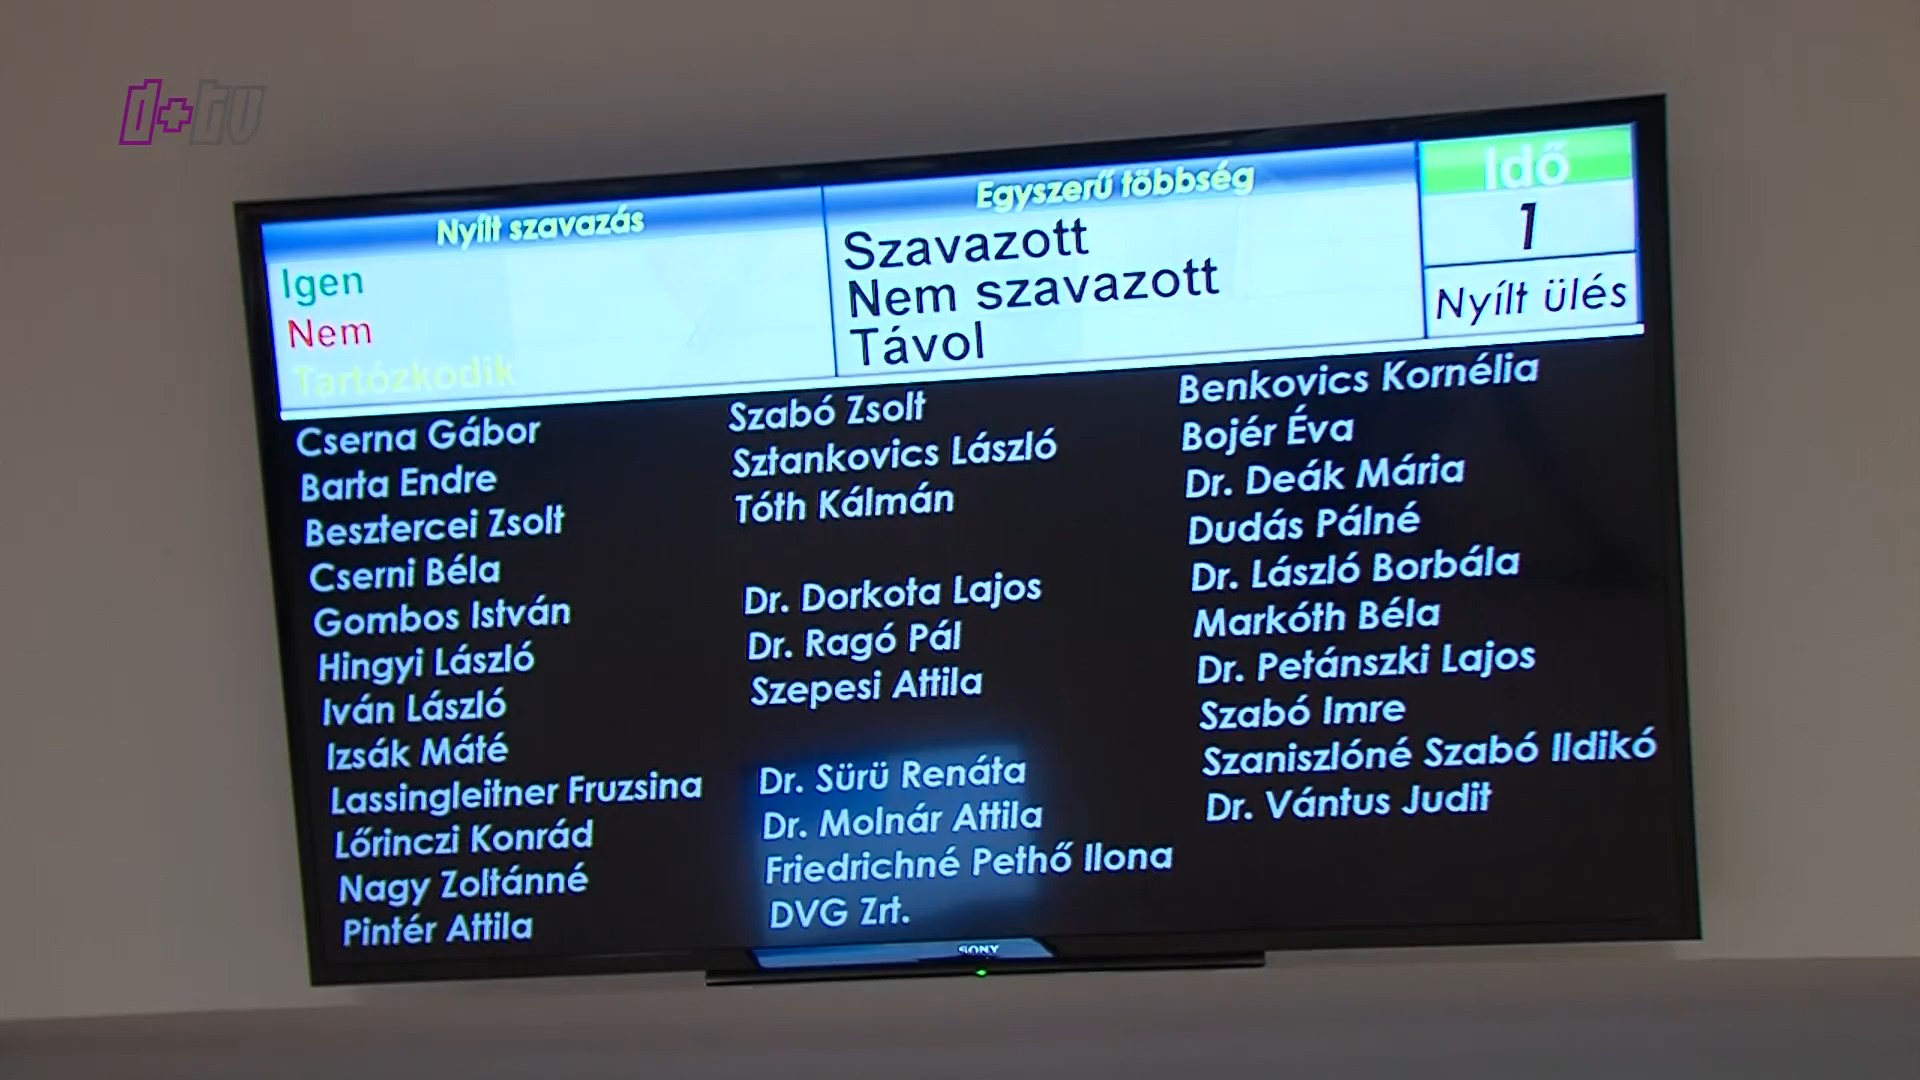 d+tv
Nyílt szavazás
Igen
Nem
Tartózkodik
Egyszerű többség
Szavazott
Nem szavazott
Távol
Idő
1
Nyílt ülés
Cserna Gábor
Barta Endre
Besztercei Zsolt
Cserni Béla
Gombos István
Hingyi László
Iván László
Izsák Máté
Lassingleitner Fruzsina
Lőrinczi Konrád
Nagy Zoltánné
Pintér Attila
Szabó Zsolt
Sztankovics László
Tóth Kálmán
Dr. Dorkota Lajos
Dr. Ragó Pál
Szepesi Attila
Dr. Sürü Renáta
Dr. Molnár Attila
Friedrichné Pethő Ilona
DVG Zrt.
Benkovics Kornélia
Bojér Éva
Dr. Deák Mária
Dudás Pálné
Dr. László Borbála
Markóth Béla
Dr. Petánszki Lajos
Szabó Imre
Szaniszlóné Szabó Ildikó
Dr. Vántus Judit
SONY